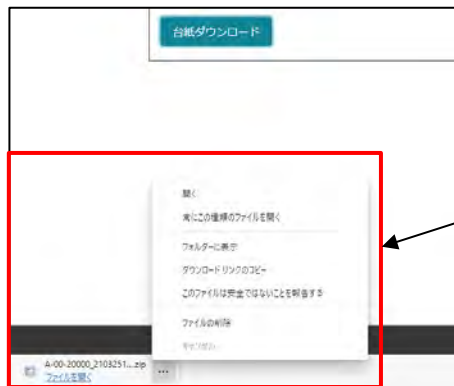 台紙ダウンロード
開く
常にこの種類のファイルを開く
フォルダーに表示
ダウンロード リンクのコピー
このファイルは安全ではないことを報告する
ファイルの削除
キャンセル
A-00-20000_2103251....zip
ファイルを開く
...